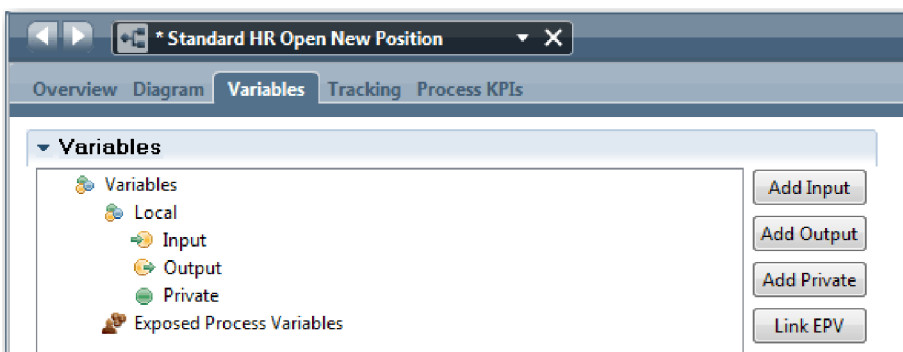 * Standard HR Open New Position
Overview Diagram Variables Tracking Process KPIs
Variables
Variables
Local
Input
Output
Private
Exposed Process Variables
Add Input
Add Output
Add Private
Link EPV